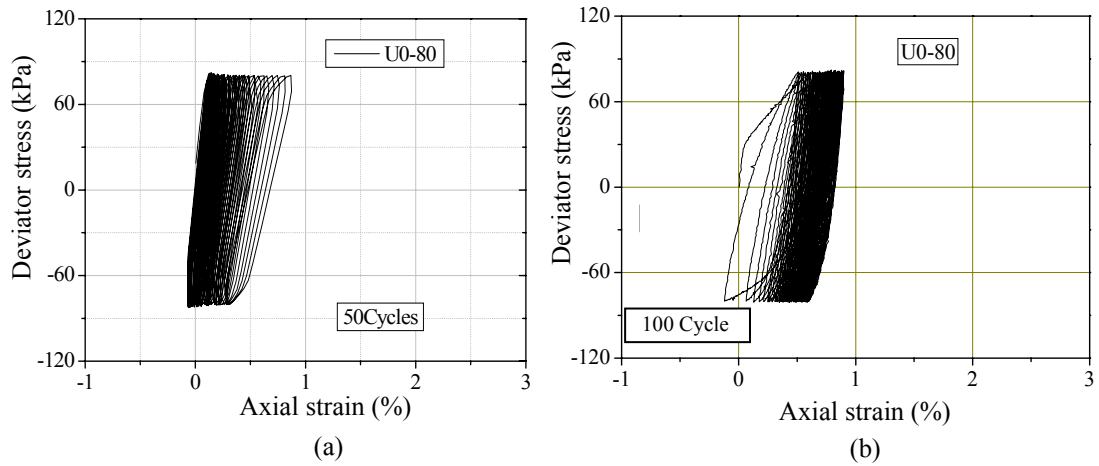 120
60
0
-60
-120
Deviator stress (kPa)
U0-80
50Cycles
-1
0
1
2
3
Axial strain (%)
(a)
120
60
0
-60
-120
Deviator stress (kPa)
U0-80
100 Cycle
-1
0
1
2
3
Axial strain (%)
(b)